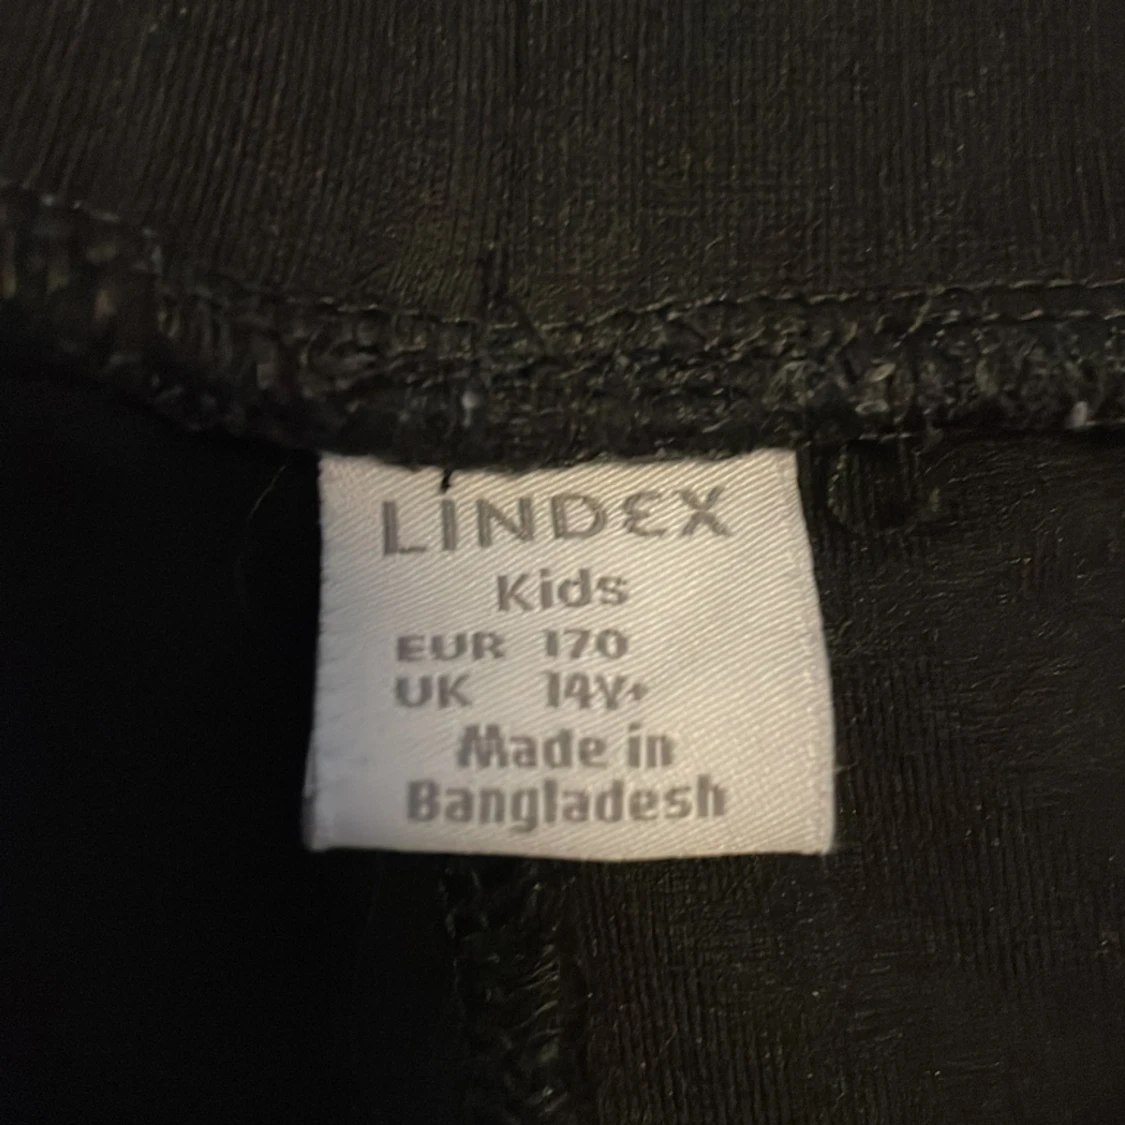 LINDEX
Kids
EUR 170
UK 14Y+
Made in
Bangladesh